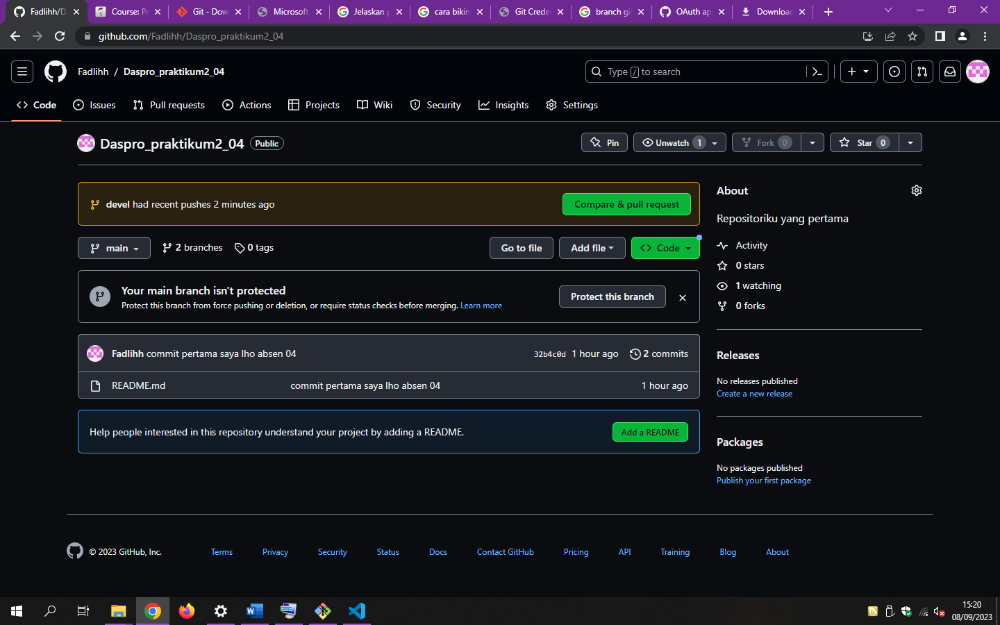 Fadlihh/Da
Course: Pr
Git - Dow
Microsoft
Jelaskan p
cara bikin
Git Crede
branch gi
OAuth ap
Download
github.com/Fadlihh/Daspro_praktikum2_04
Fadlihh / Daspro_praktikum2_04
Type / to search
Code
Issues
Pull requests
Actions
Projects
Wiki
Security
Insights
Settings
Daspro_praktikum2_04 Public
Pin
Unwatch 1
Fork 0
Star 0
devel had recent pushes 2 minutes ago
Compare & pull request
main
2 branches
0 tags
Go to file
Add file
Code
Your main branch isn't protected
Protect this branch from force pushing or deletion, or require status checks before merging. Learn more
Protect this branch
Fadlihh commit pertama saya lho absen 04
32b4c0d 1 hour ago
2 commits
README.md
commit pertama saya lho absen 04
1 hour ago
Help people interested in this repository understand your project by adding a README.
Add a README
About
Repositoriku yang pertama
Activity
0 stars
1 watching
0 forks
Releases
No releases published
Create a new release
Packages
No packages published
Publish your first package
© 2023 GitHub, Inc.
Terms
Privacy
Security
Status
Docs
Contact GitHub
Pricing
API
Training
Blog
About
15:20
08/09/2023